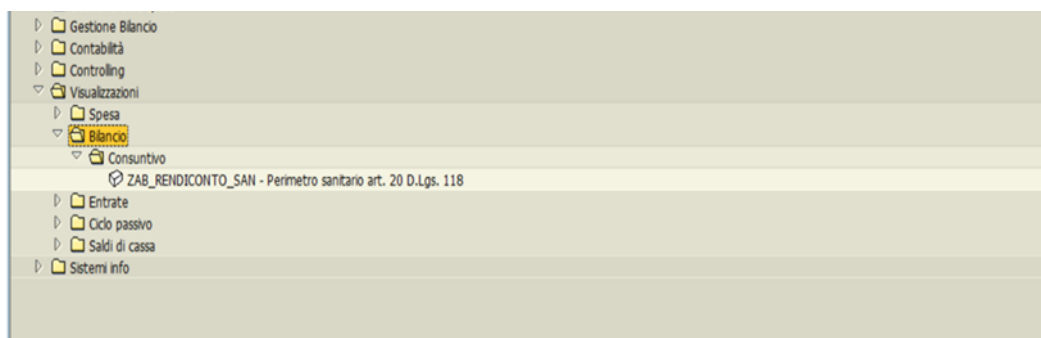 Gestione Bilancio
Contabilità
Controlling
Visualizzazioni
Spesa
Bilancio
Consuntivo
ZAB_RENDICONTO_SAN - Perimetro sanitario art. 20 D.Lgs. 118
Entrate
Ciclo passivo
Saldi di cassa
Sistemi info